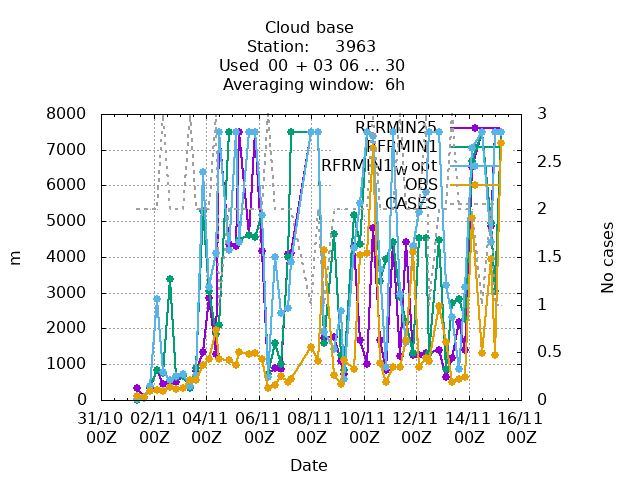 Cloud base
Station: 3963
Used 00 + 03 06 ... 30
Averaging window: 6h
8000
7000
6000
5000
4000
3000
2000
1000
0
m
3
2.5
2
1.5
1
0.5
0
No cases
RFRMIN25
RFRMIN1
RFRMIN1wopt
OBS
CASES
31/10 02/11 04/11 06/11 08/11 10/11 12/11 14/11 16/11
00Z 00Z 00Z 00Z 00Z 00Z 00Z 00Z 00Z
Date